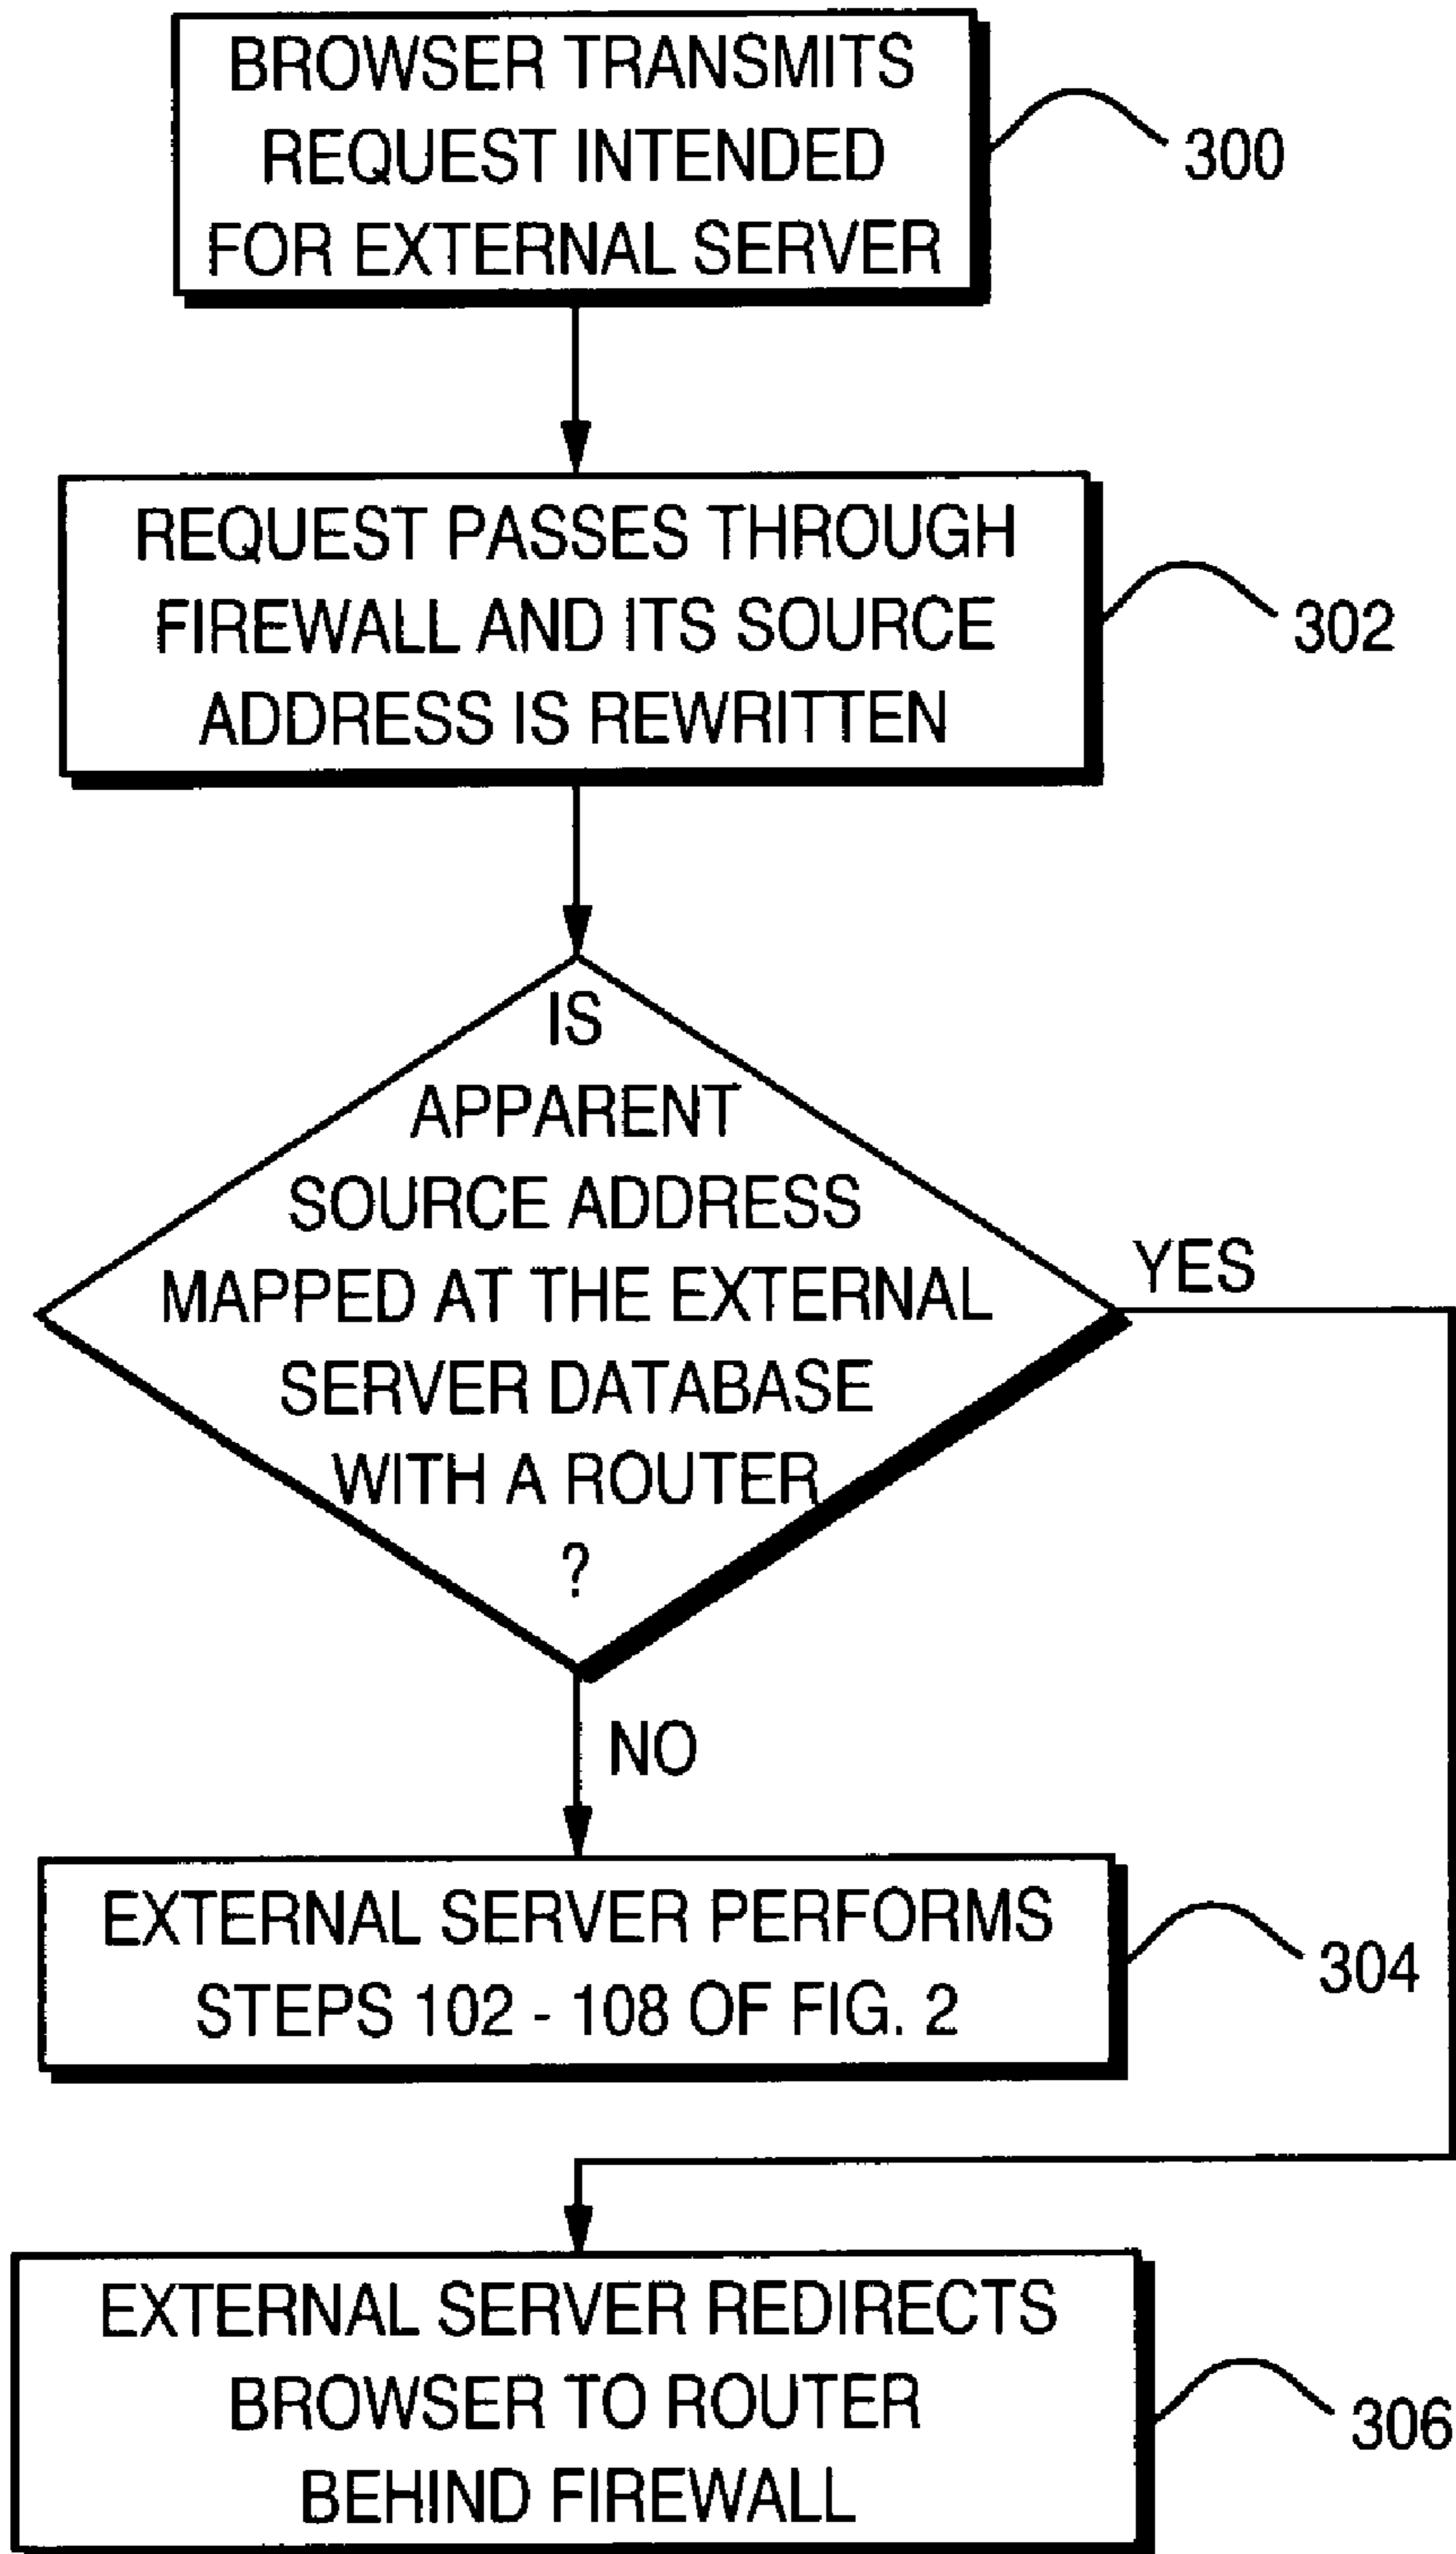 BROWSER TRANSMITS
REQUEST INTENDED
FOR EXTERNAL SERVER
300
REQUEST PASSES THROUGH
FIREWALL AND ITS SOURCE
ADDRESS IS REWRITTEN
302
IS
APPARENT
SOURCE ADDRESS
MAPPED AT THE EXTERNAL
SERVER DATABASE
WITH A ROUTER
?
YES
NO
EXTERNAL SERVER PERFORMS
STEPS 102 - 108 OF FIG. 2
304
EXTERNAL SERVER REDIRECTS
BROWSER TO ROUTER
BEHIND FIREWALL
306